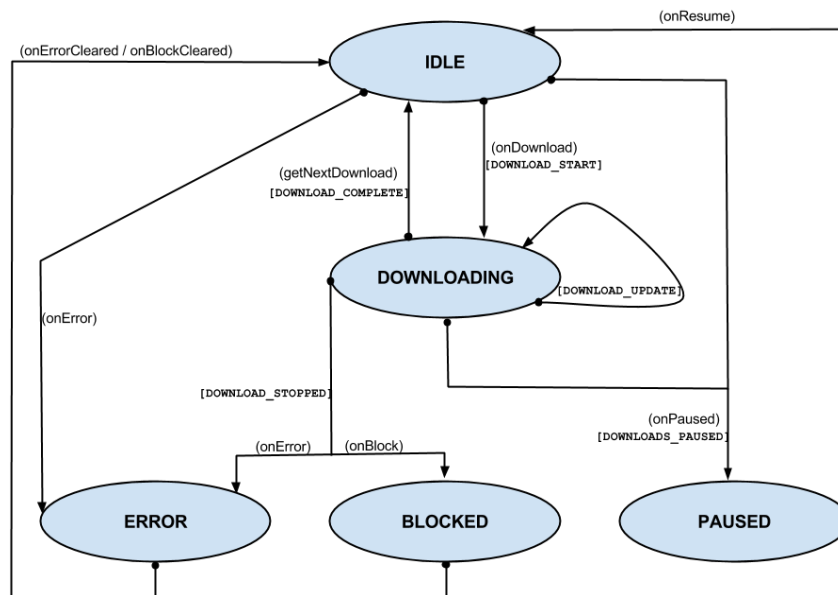 (onResume)
(onErrorCleared / onBlockCleared)
IDLE
(onDownload)
[DOWNLOAD_START]
(getNextDownload)
[DOWNLOAD_COMPLETE]
DOWNLOADING
[DOWNLOAD_UPDATE]
(onError)
[DOWNLOAD_STOPPED]
(onPaused)
[DOWNLOADS_PAUSED]
(onError)
(onBlock)
ERROR
BLOCKED
PAUSED